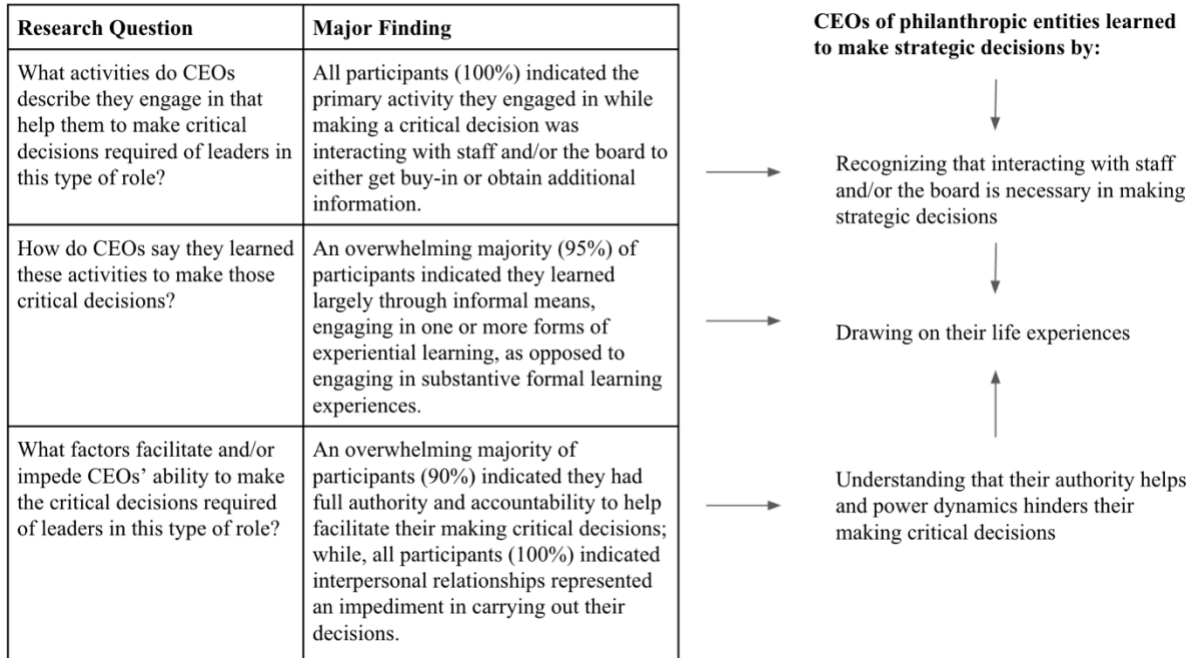 Research Question
Major Finding
What activities do CEOs
describe they engage in that
help them to make critical
decisions required of leaders in
this type of role?
All participants (100%) indicated the
primary activity they engaged in while
making a critical decision was
interacting with staff and/or the board to
either get buy-in or obtain additional
information.
How do CEOs say they learned
these activities to make those
critical decisions?
An overwhelming majority (95%) of
participants indicated they learned
largely through informal means,
engaging in one or more forms of
experiential learning, as opposed to
engaging in substantive formal learning
experiences.
What factors facilitate and/or
impede CEOs’ ability to make
the critical decisions required
of leaders in this type of role?
An overwhelming majority of
participants (90%) indicated they had
full authority and accountability to help
facilitate their making critical decisions;
while, all participants (100%) indicated
interpersonal relationships represented
an impediment in carrying out their
decisions.
CEOs of philanthropic entities learned
to make strategic decisions by:
Recognizing that interacting with staff
and/or the board is necessary in making
strategic decisions
Drawing on their life experiences
Understanding that their authority helps
and power dynamics hinders their
making critical decisions